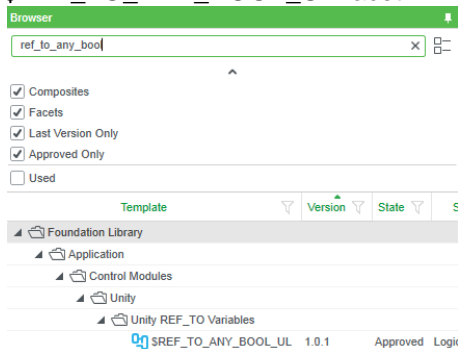 Browser
ref_to_any_bool
Composites
Facets
Last Version Only
Approved Only
Used
Template Version State
Foundation Library
Application
Control Modules
Unity
Unity REF_TO Variables
$REF_TO_ANY_BOOL_UL 1.0.1 Approved Logic